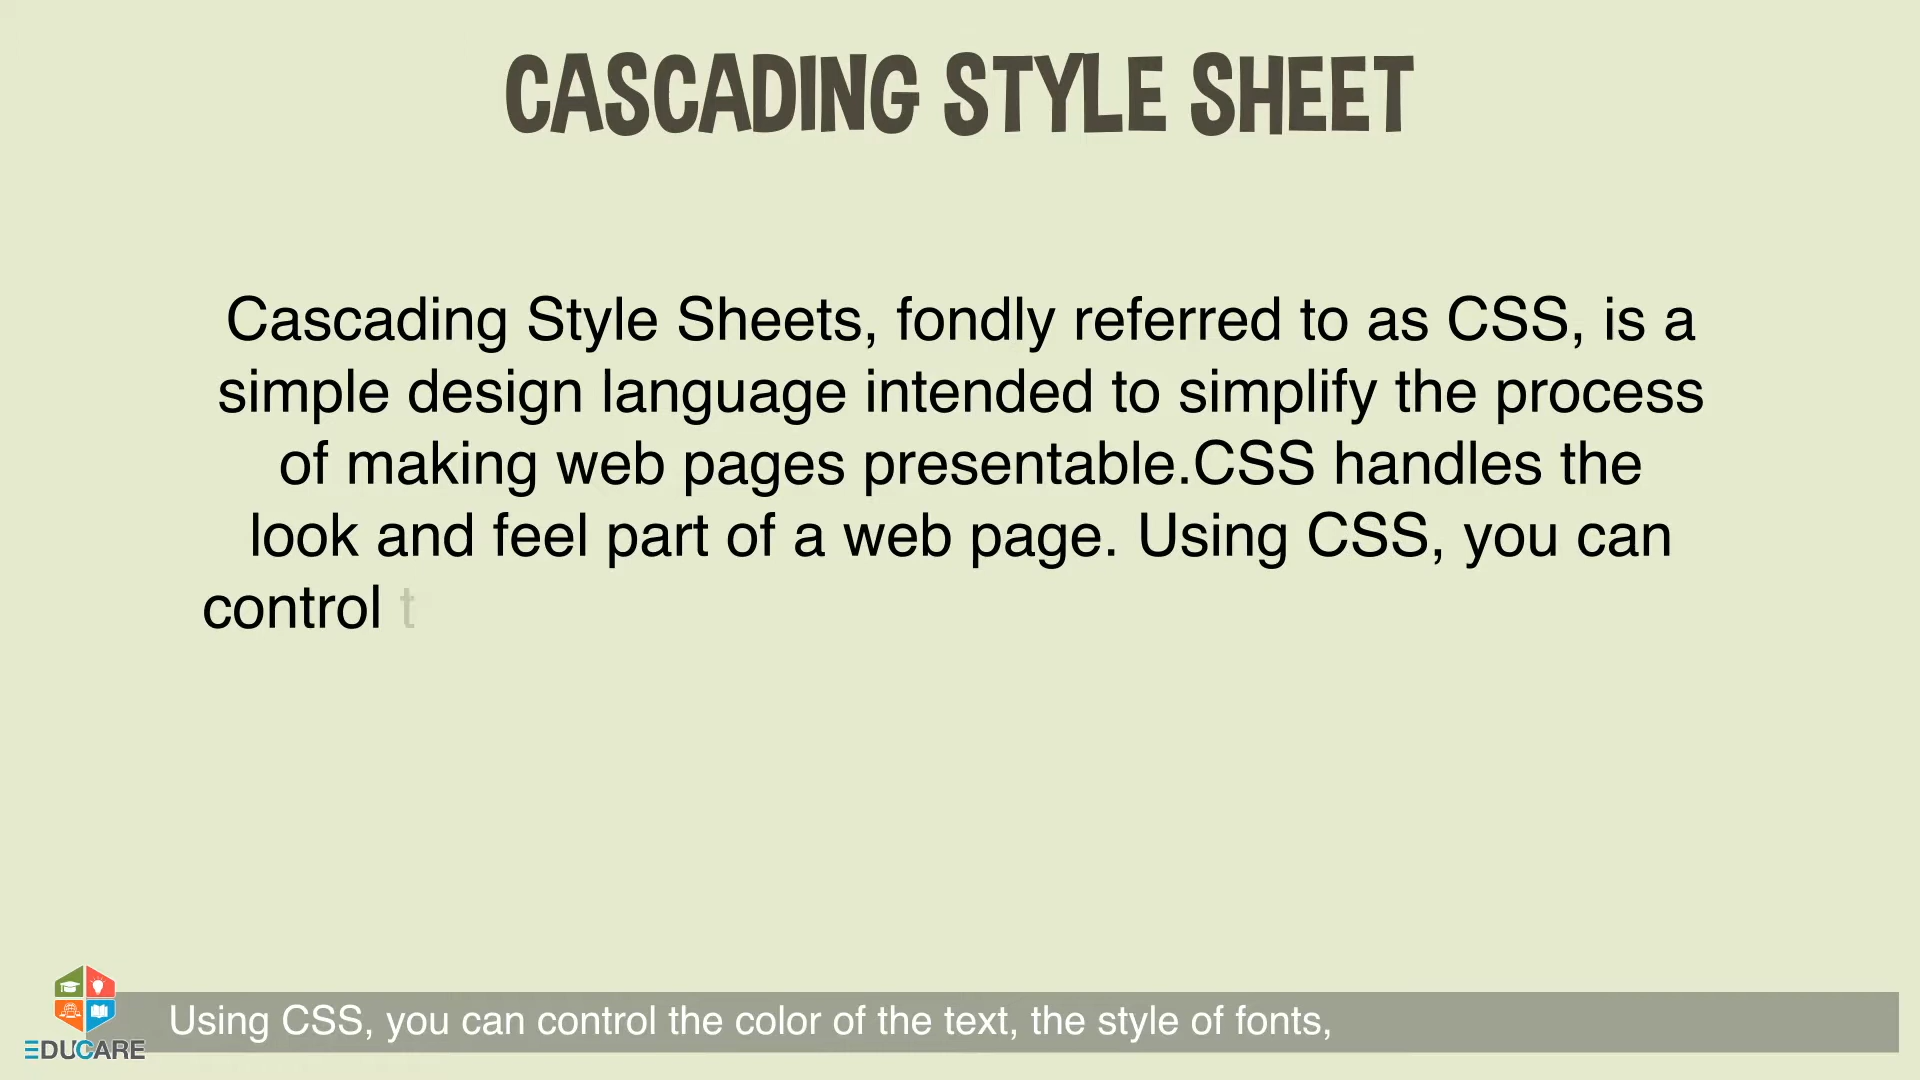 CASCADING STYLE SHEET
Cascading Style Sheets, fondly referred to as CSS, is a
simple design language intended to simplify the process
of making web pages presentable.CSS handles the
look and feel part of a web page. Using CSS, you can
control t
Using CSS, you can control the color of the text, the style of fonts,
EDUCARE